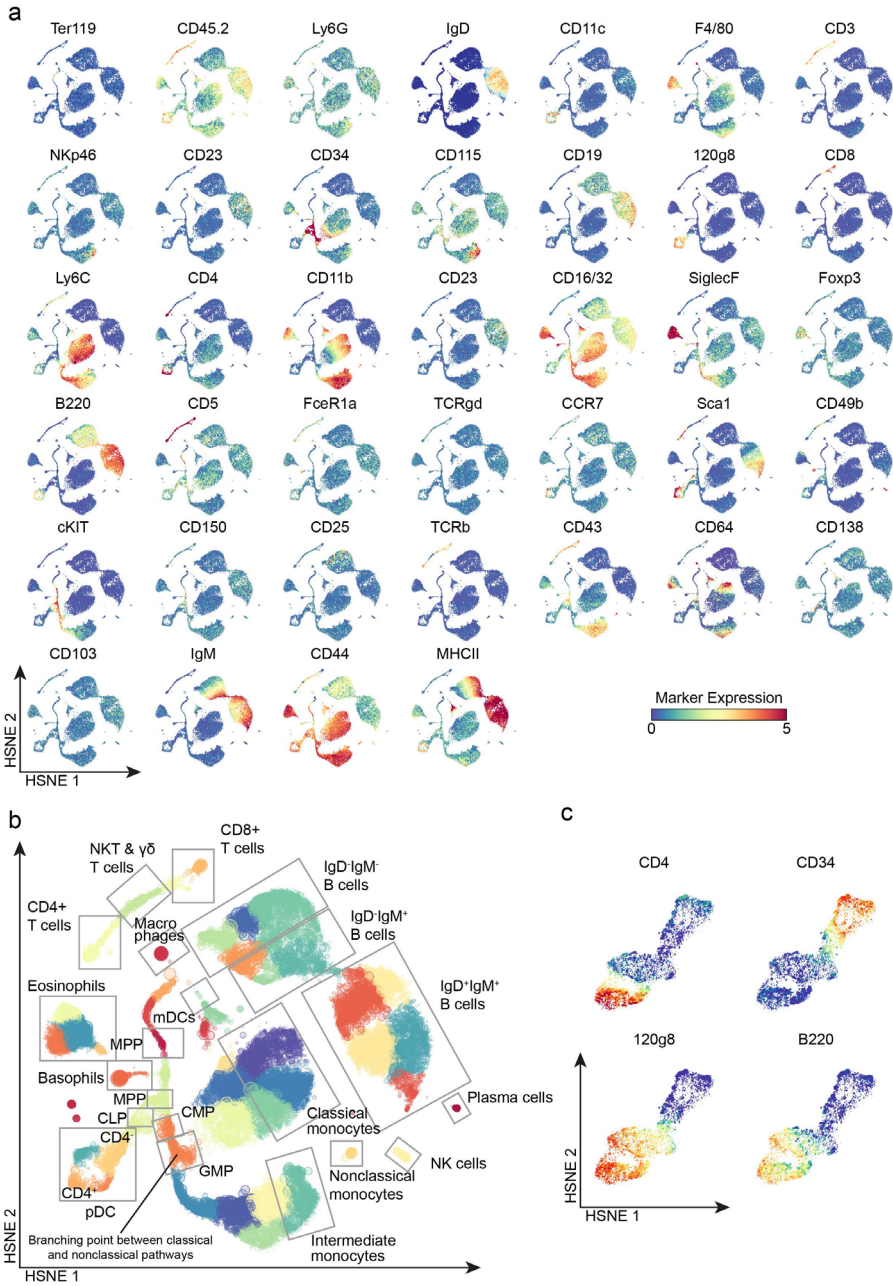 a
Ter119 CD45.2 Ly6G IgD CD11c F4/80 CD3
NKp46 CD23 CD34 CD115 CD19 120g8 CD8
Ly6C CD4 CD11b CD23 CD16/32 SiglecF Foxp3
B220 CD5 FceR1a TCRgd CCR7 Sca1 CD49b
cKIT CD150 CD25 TCRb CD43 CD64 CD138
CD103 IgM CD44 MHCII
Marker Expression
0 5
HSNE 2
HSNE 1
b
NKT & γδ
T cells
CD8+
T cells
IgD⁻IgM⁻
B cells
CD4+
T cells
Macro
phages
IgD⁻IgM⁺
B cells
Eosinophils
mDCs
IgD⁺IgM⁺
B cells
MPP
Basophils
MPP
CLP
CMP
Classical
monocytes
Plasma cells
CD4⁻
GMP
NK cells
CD4⁺
pDC
Nonclassical
monocytes
Branching point between classical
and nonclassical pathways
Intermediate
monocytes
HSNE 2
HSNE 1
c
CD4 CD34
120g8 B220
HSNE 2
HSNE 1